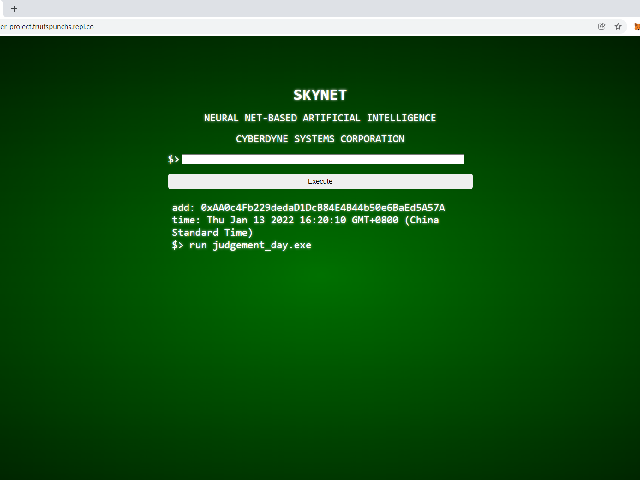 SKYNET
NEURAL NET-BASED ARTIFICIAL INTELLIGENCE
CYBERDYNE SYSTEMS CORPORATION
$>
Execute
add: 0xAA0c4Fb229dedaD1DcB84E4B44b50e6BaEd5A57A
time: Thu Jan 13 2022 16:20:10 GMT+0800 (China
Standard Time)
$> run judgement_day.exe